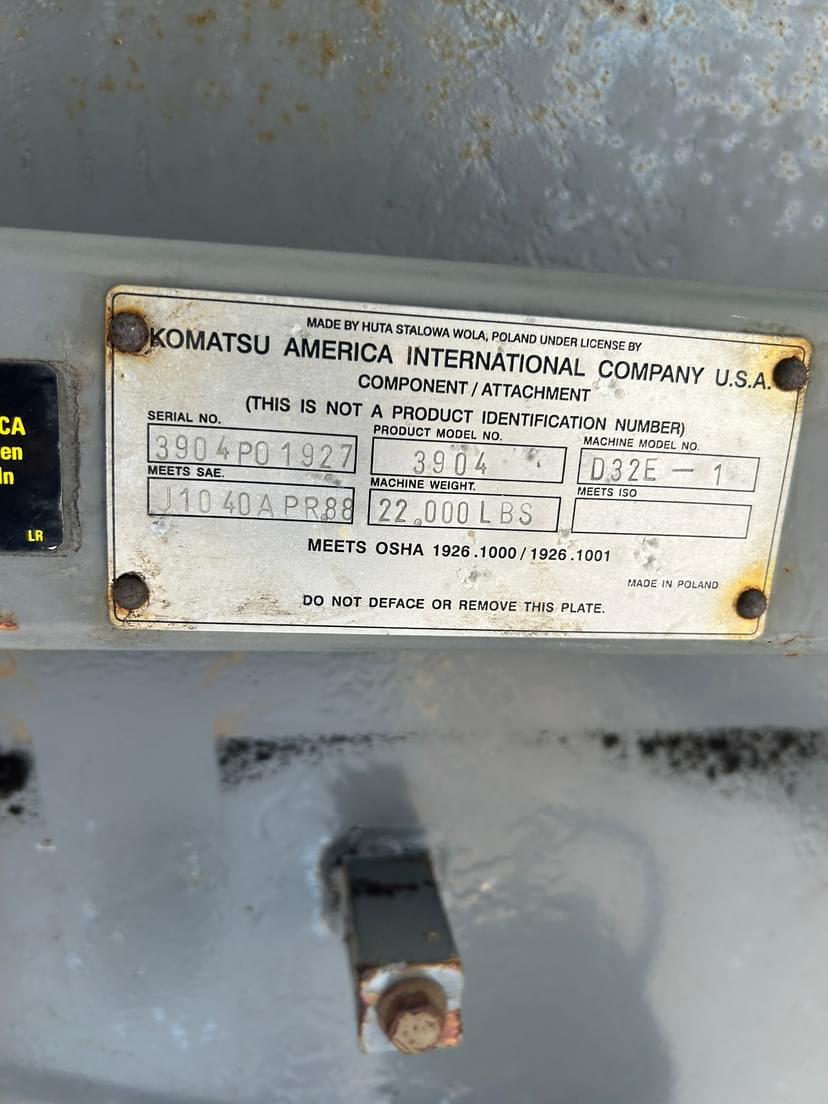 MADE BY HUTA STALOWA WOLA, POLAND UNDER LICENSE BY
KOMATSU AMERICA INTERNATIONAL COMPANY U.S.A.
COMPONENT / ATTACHMENT
(THIS IS NOT A PRODUCT IDENTIFICATION NUMBER)
SERIAL NO. PRODUCT MODEL NO. MACHINE MODEL NO.
3904P01927 3904 D32E-1
MEETS SAE. MACHINE WEIGHT. MEETS ISO
J1040APR88 22,000LBS
MEETS OSHA 1926.1000/1926.1001
MADE IN POLAND
DO NOT DEFACE OR REMOVE THIS PLATE.
CA
en
In
LR